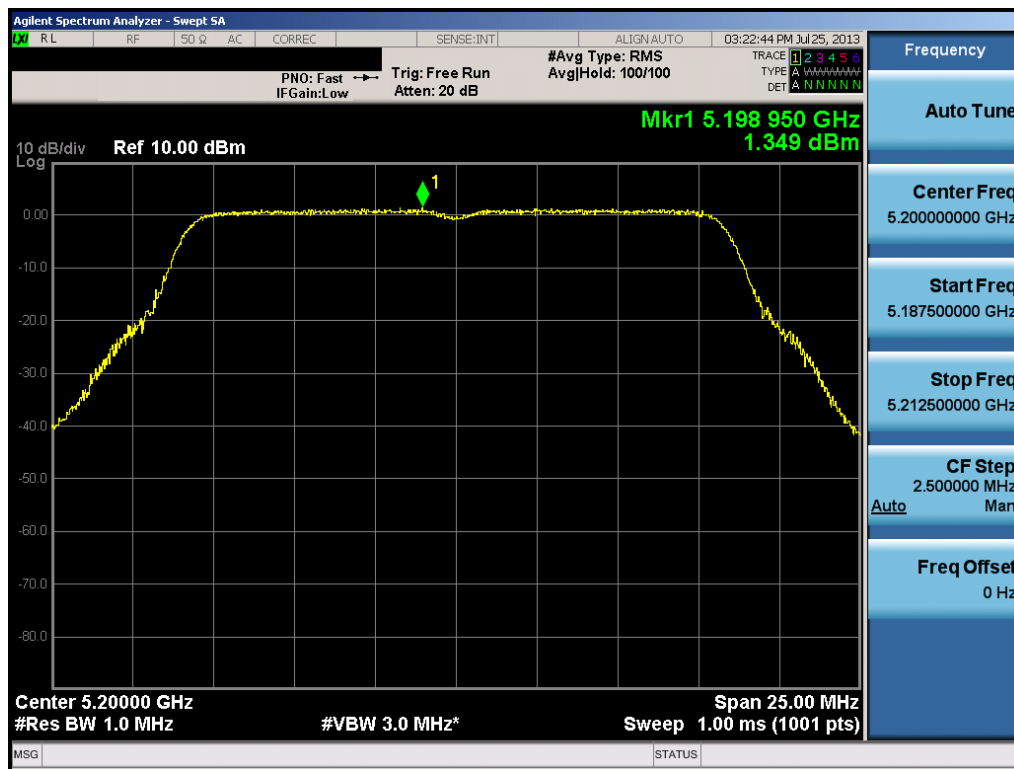 Agilent Spectrum Analyzer - Swept SA
LXI RL RF 50 Ω AC CORREC SENSE:INT ALIGNAUTO 03:22:44 PM Jul 25, 2013
PNO: Fast
IFGain:Low
Trig: Free Run
Atten: 20 dB
#Avg Type: RMS
Avg|Hold: 100/100
TRACE 1 2 3 4 5 6
TYPE A WWWWW
DET A N N N N N
Mkr1 5.198 950 GHz
1.349 dBm
10 dB/div Ref 10.00 dBm
Log
1
0.00
-10.0
-20.0
-30.0
-40.0
-50.0
-60.0
-70.0
-80.0
Center 5.20000 GHz Span 25.00 MHz
#Res BW 1.0 MHz #VBW 3.0 MHz* Sweep 1.00 ms (1001 pts)
MSG STATUS
Frequency
Auto Tune
Center Freq
5.200000000 GHz
Start Freq
5.187500000 GHz
Stop Freq
5.212500000 GHz
CF Step
2.500000 MHz
Auto Man
Freq Offset
0 Hz